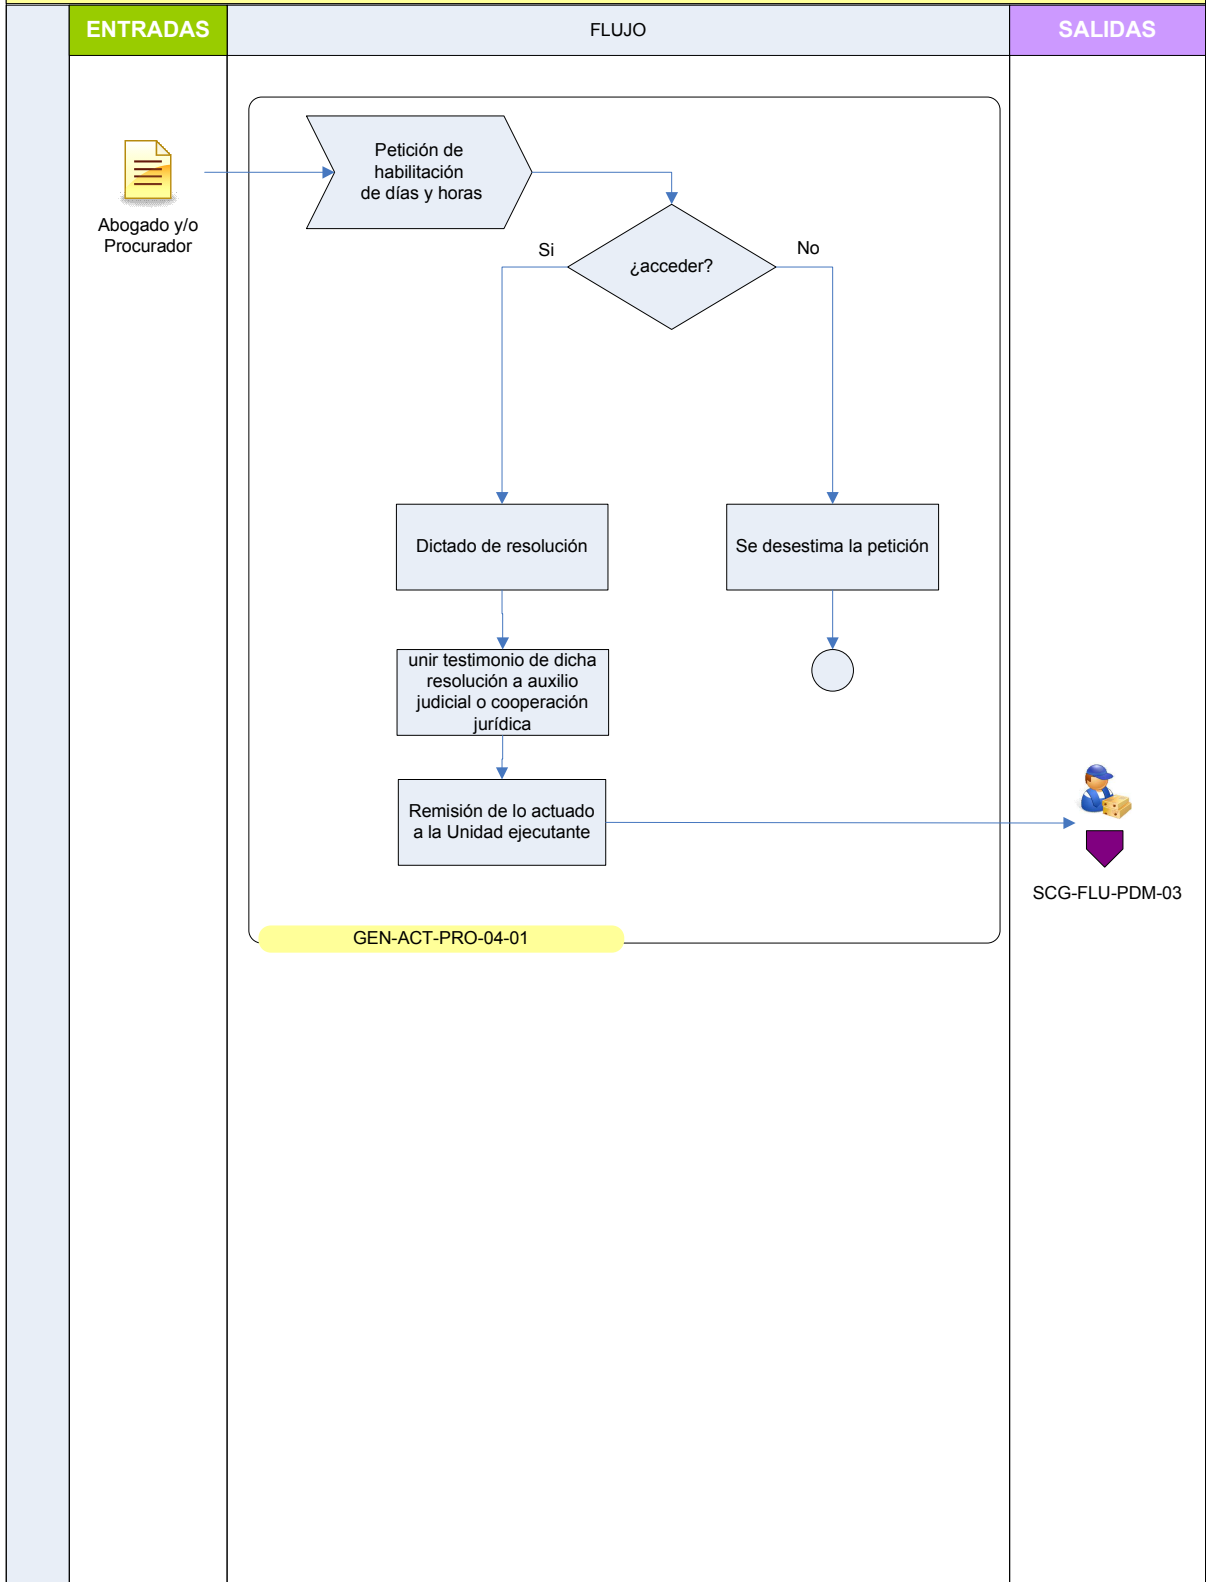 ENTRADAS
FLUJO
SALIDAS
Petición de
habilitación
de días y horas
Abogado y/o
Procurador
Si
¿acceder?
No
Dictado de resolución
Se desestima la petición
unir testimonio de dicha
resolución a auxilio
judicial o cooperación
jurídica
Remisión de lo actuado
a la Unidad ejecutante
SCG-FLU-PDM-03
GEN-ACT-PRO-04-01